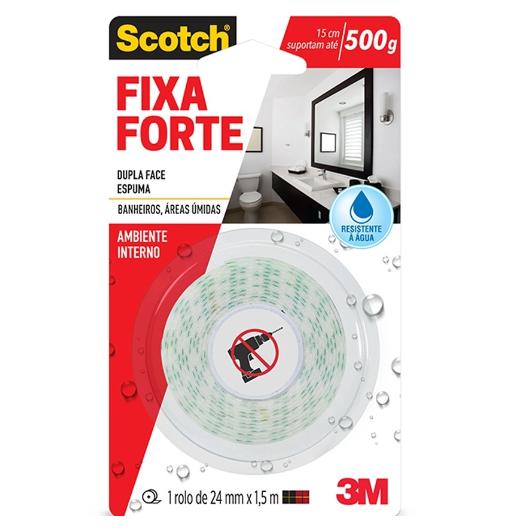 Scotch
15 cm
suportam até
500g
FIXA
FORTE
DUPLA FACE
ESPUMA
BANHEIROS, ÁREAS ÚMIDAS
AMBIENTE
INTERNO
RESISTENTE
À ÁGUA
1 rolo de 24 mm x 1,5 m
3M